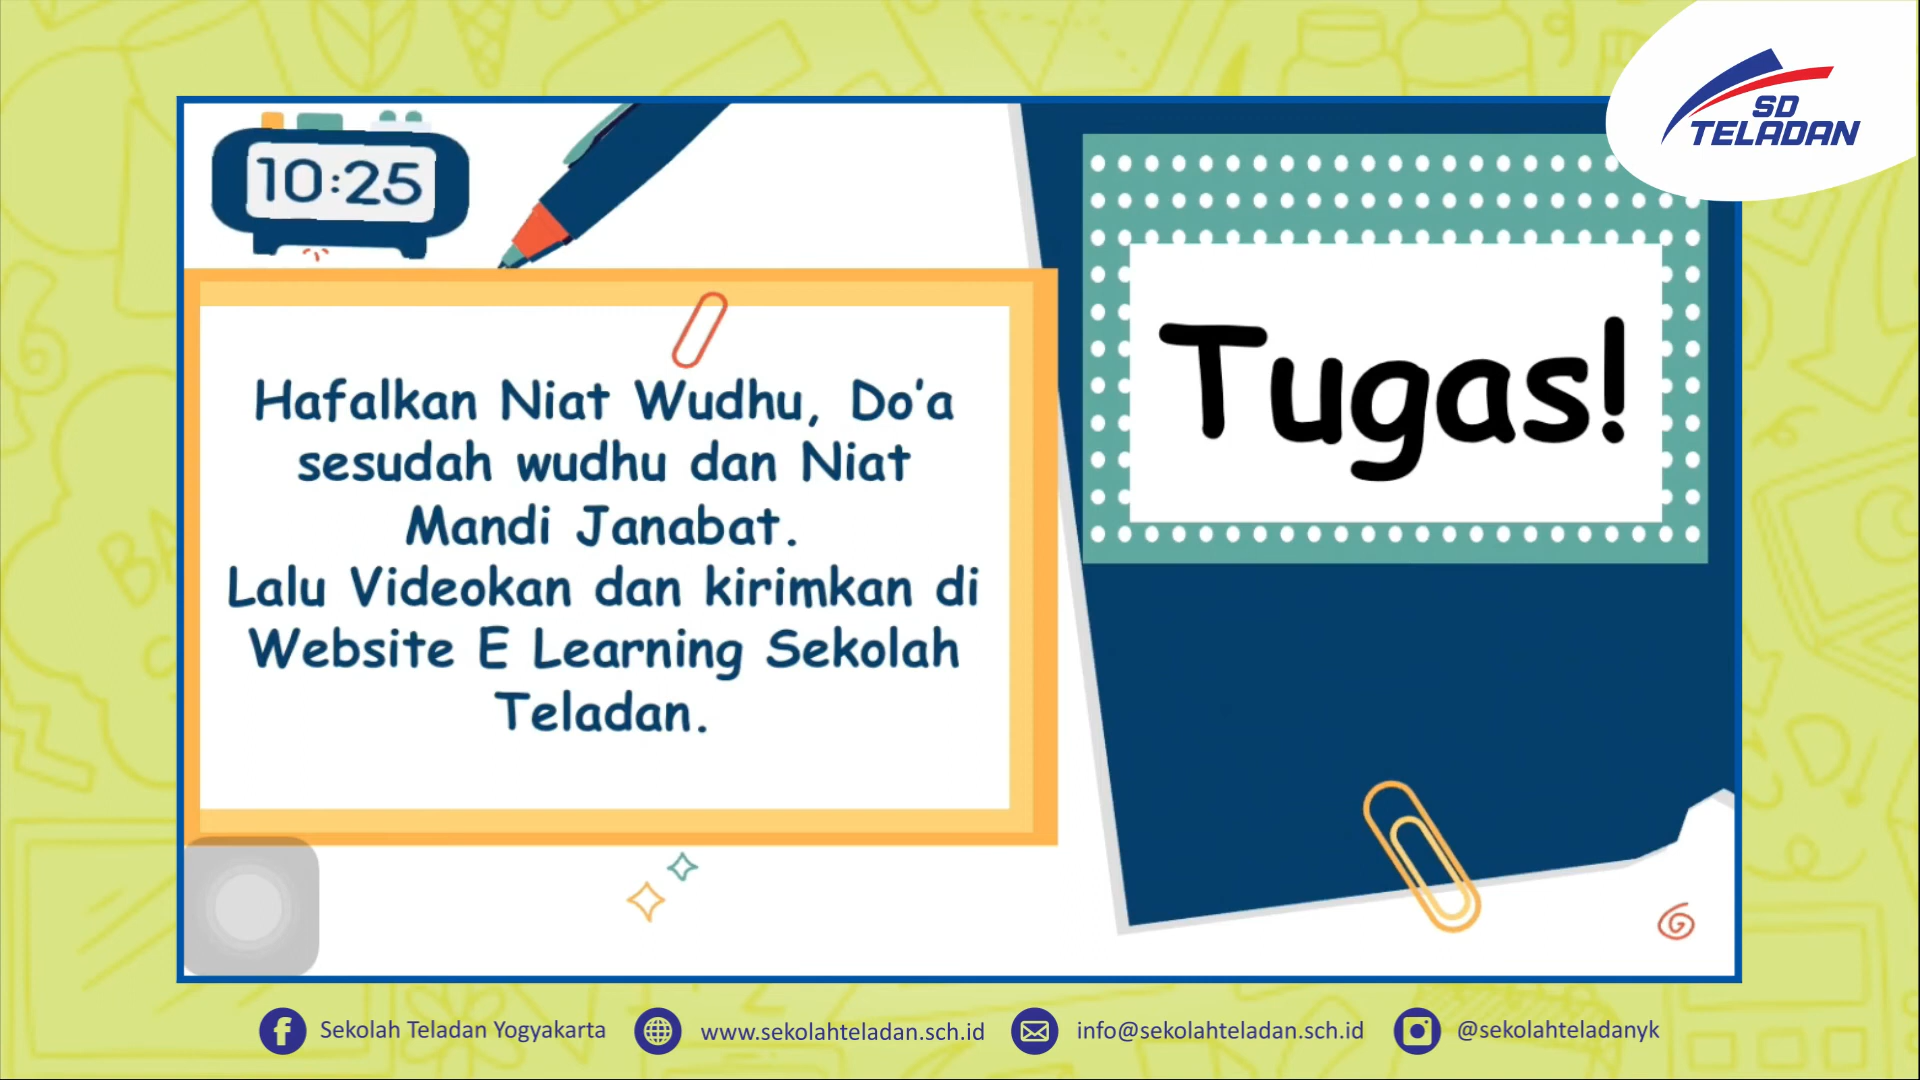 SD
TELADAN
10:25
Tugas!
Hafalkan Niat Wudhu, Do'a
sesudah wudhu dan Niat
Mandi Janabat.
Lalu Videokan dan kirimkan di
Website E Learning Sekolah
Teladan.
Sekolah Teladan Yogyakarta
www.sekolahteladan.sch.id
info@sekolahteladan.sch.id
@sekolahteladanyk